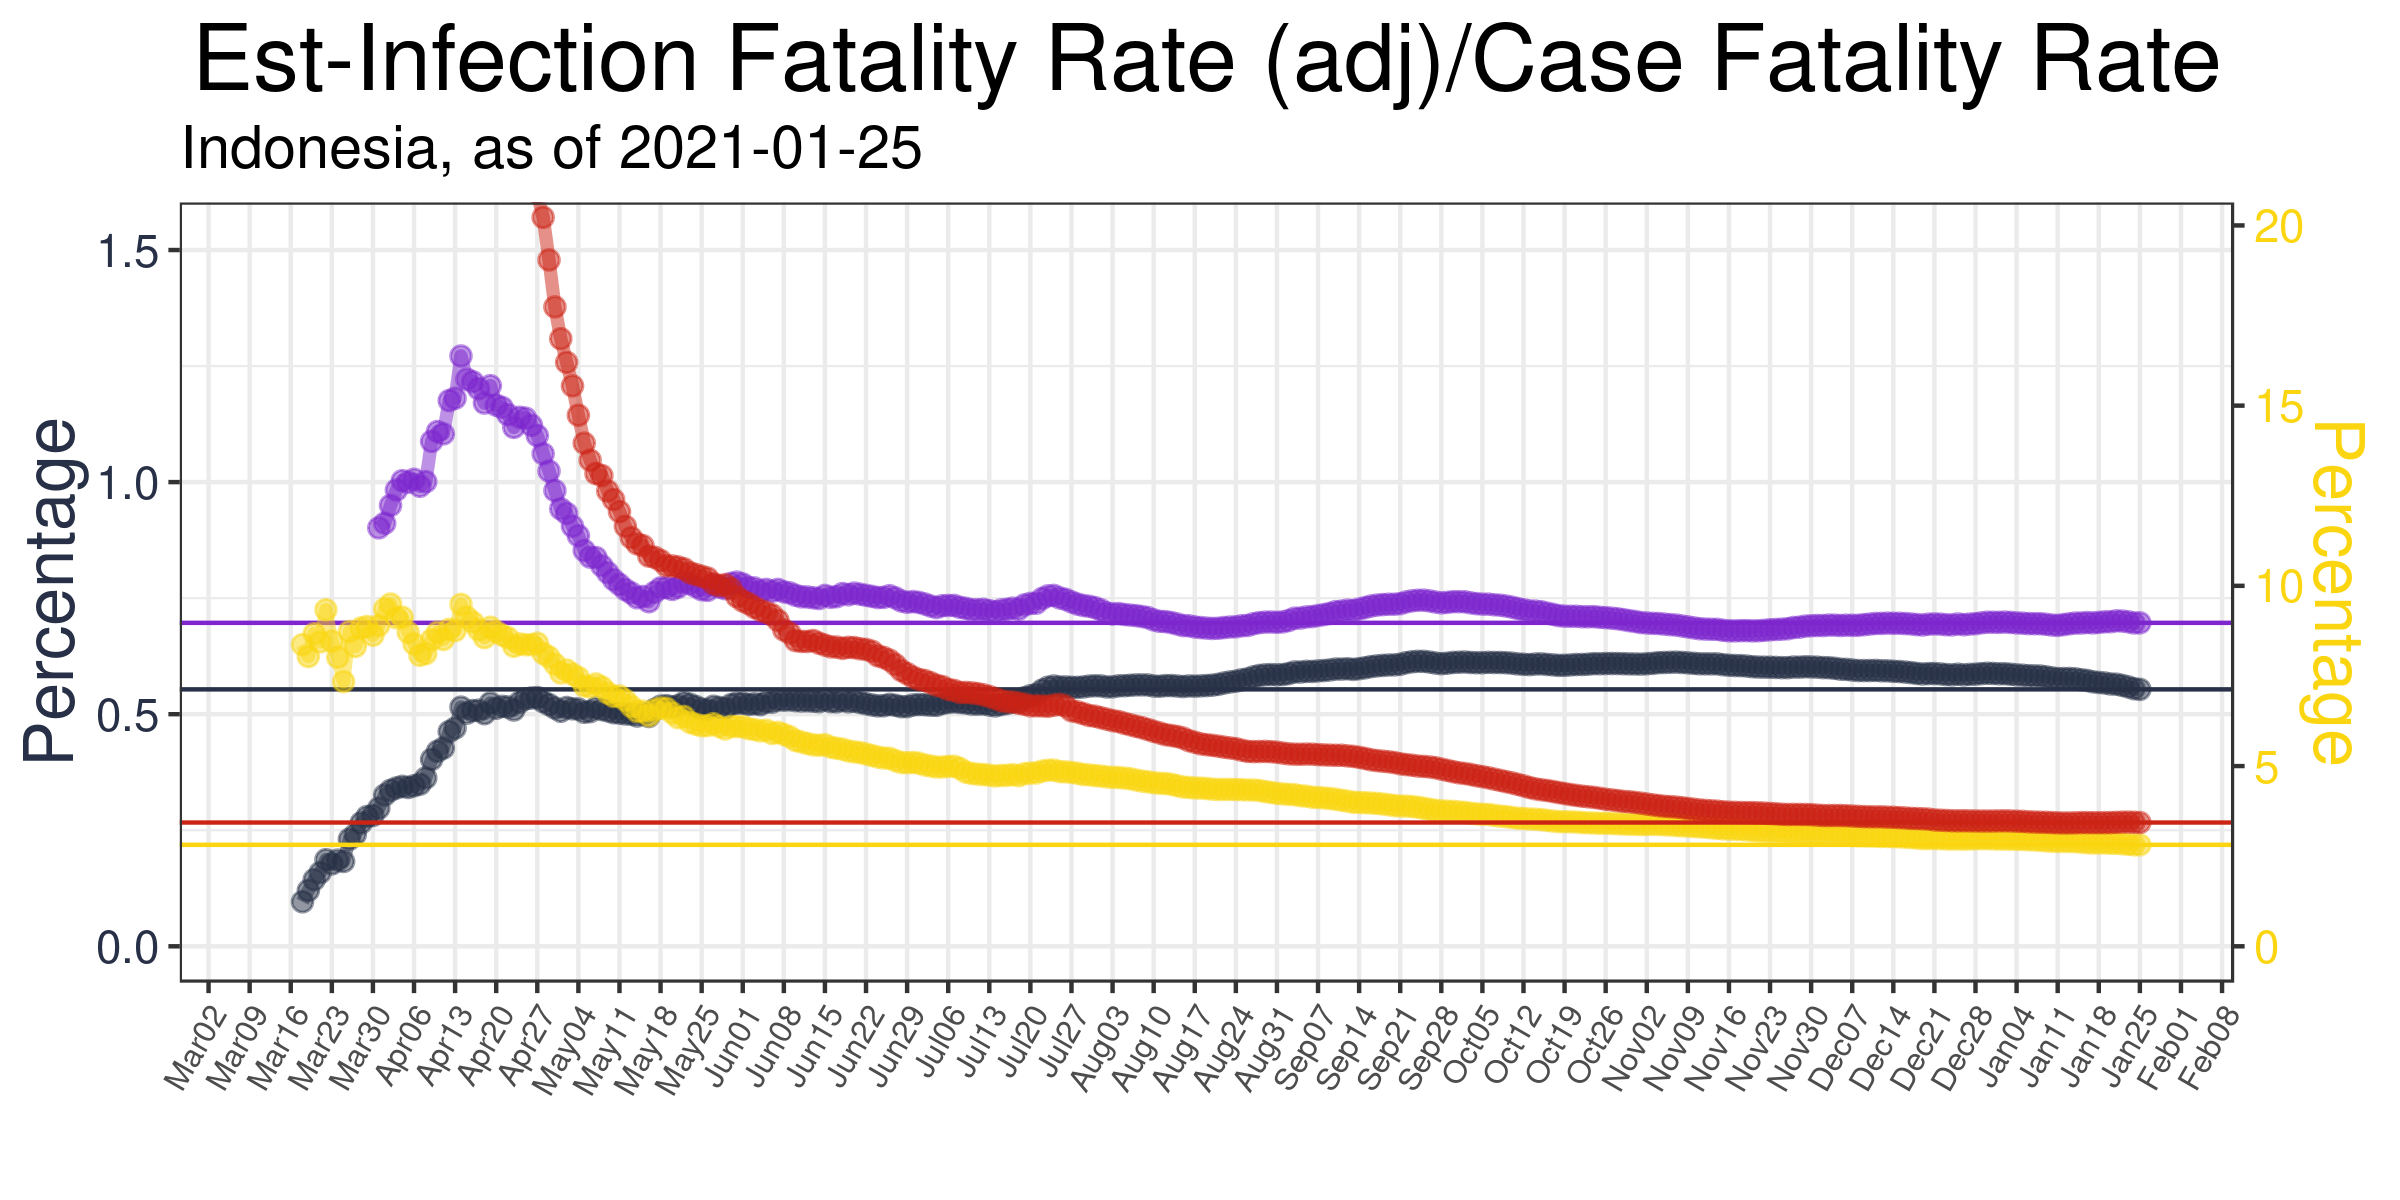 Est-Infection Fatality Rate (adj)/Case Fatality Rate
Indonesia, as of 2021-01-25
Percentage
1.5
1.0
0.5
0.0
20
15
10
5
0
Percentage
Mar02
Mar09
Mar16
Mar23
Mar30
Apr06
Apr13
Apr20
Apr27
May04
May11
May18
May25
Jun01
Jun08
Jun15
Jun22
Jun29
Jul06
Jul13
Jul20
Jul27
Aug03
Aug10
Aug17
Aug24
Aug31
Sep07
Sep14
Sep21
Sep28
Oct05
Oct12
Oct19
Oct26
Nov02
Nov09
Nov16
Nov23
Nov30
Dec07
Dec14
Dec21
Dec28
Jan04
Jan11
Jan18
Jan25
Feb01
Feb08